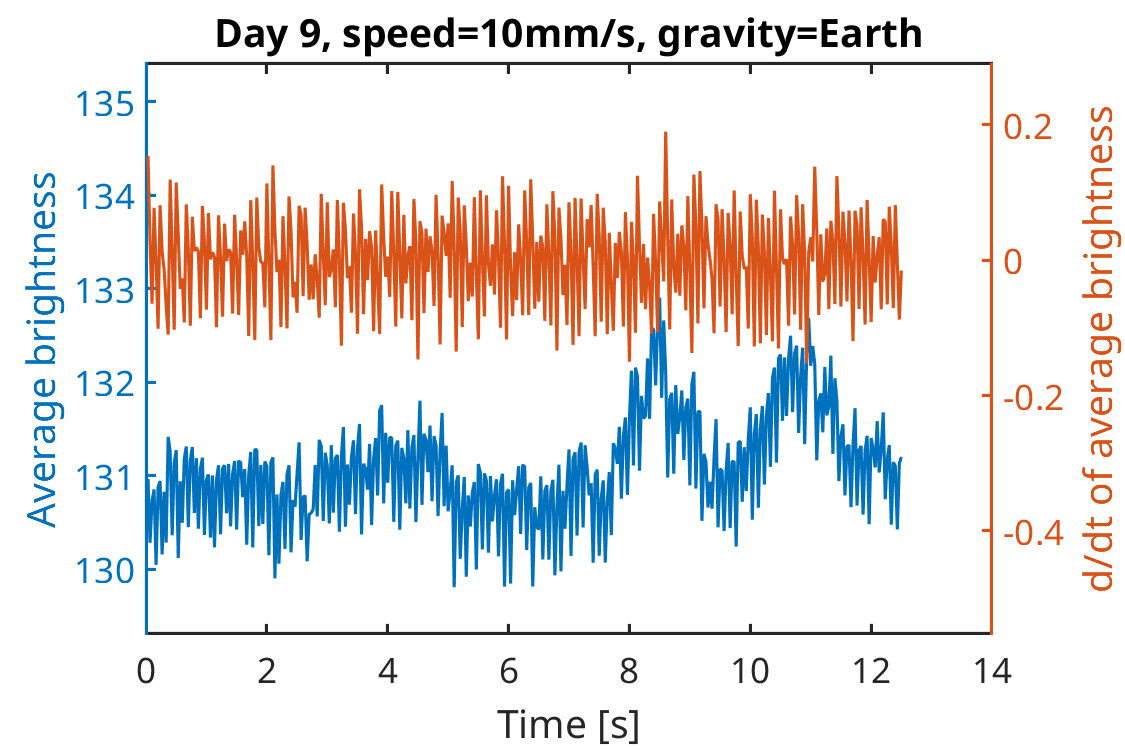 Day 9, speed=10mm/s, gravity=Earth
Average brightness
135
134
133
132
131
130
0.2
0
-0.2
-0.4
d/dt of average brightness
0 2 4 6 8 10 12 14
Time [s]